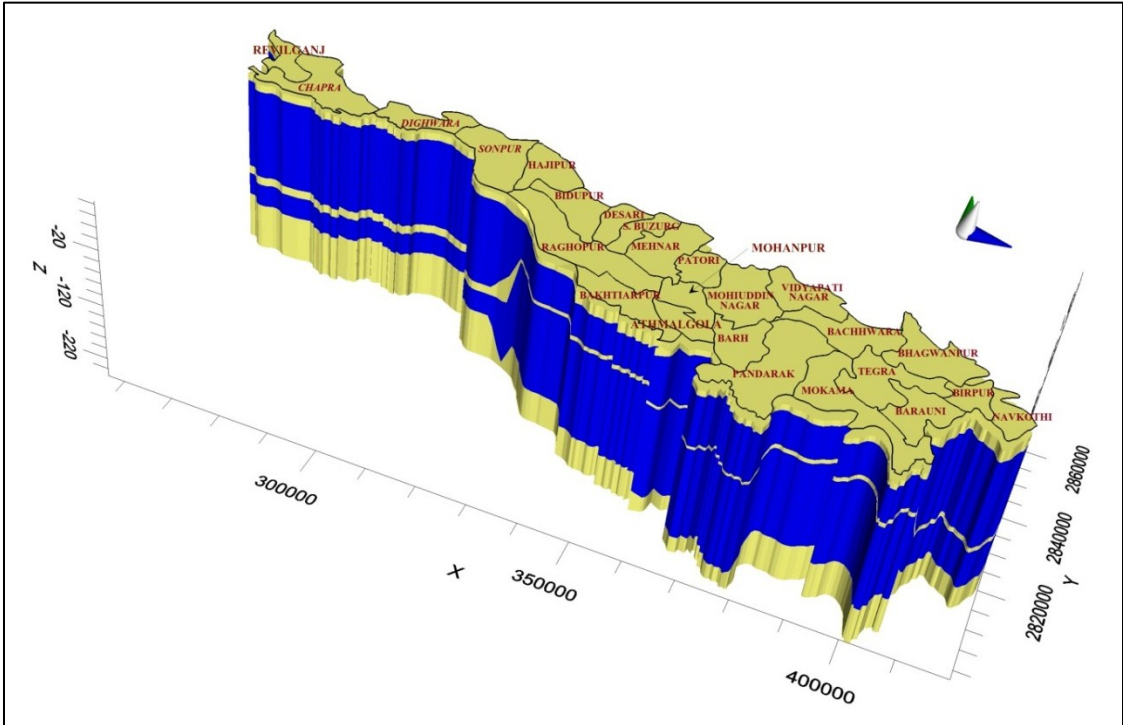 REVILGANJ
CHAPRA
DIGHWARA
SONPUR
HAJIPUR
BIDUPUR
DESARI
S. BUZURG
RAGHOPUR
MEHNAR
MOHANPUR
PATORI
BAKHTIARPUR
MOHIUDDIN
NAGAR
VIDYAPATI
NAGAR
ATHMALGOLA
BARH
BACHHWARA
BHAGWANPUR
PANDARAK
TEGRA
MOKAMA
BIRPUR
BARAUNI
NAVKOTHI
Z
-20
-120
-220
X
300000
350000
400000
Y
2860000
2840000
2820000